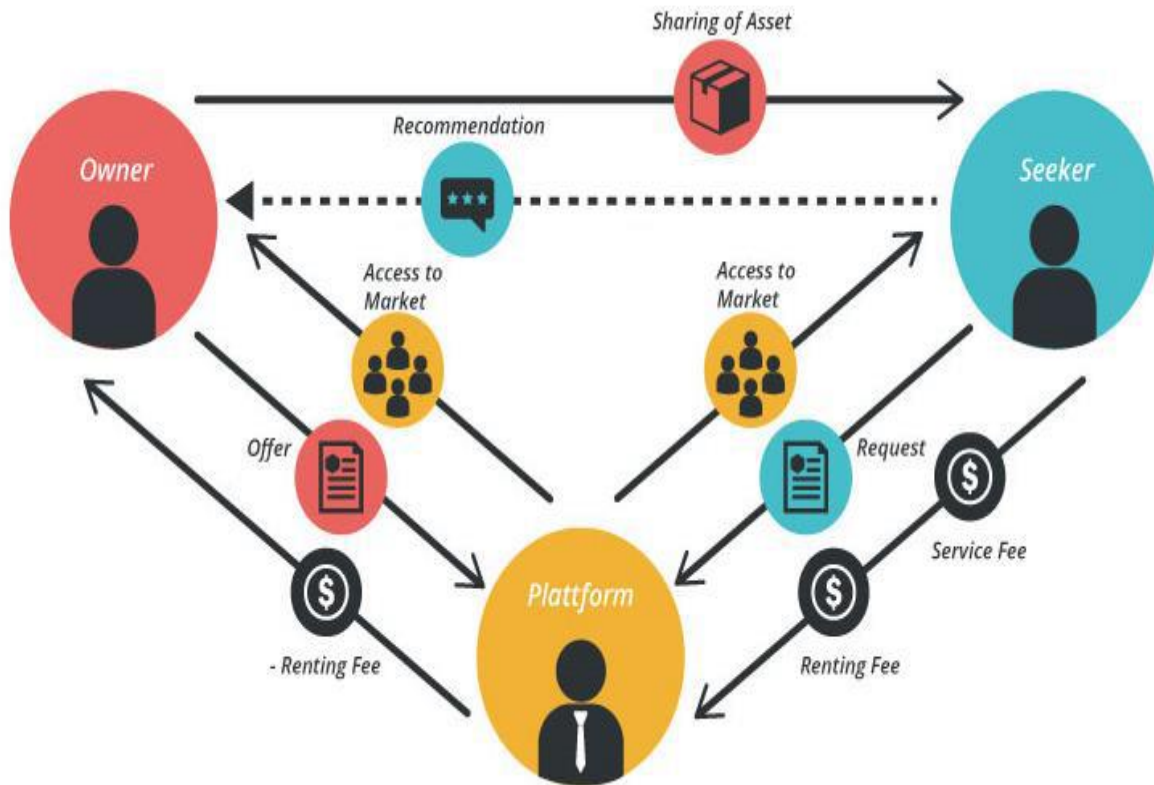 Sharing of Asset
Recommendation
Owner
Seeker
Access to
Market
Access to
Market
Offer
Request
Service Fee
Plattform
- Renting Fee
Renting Fee